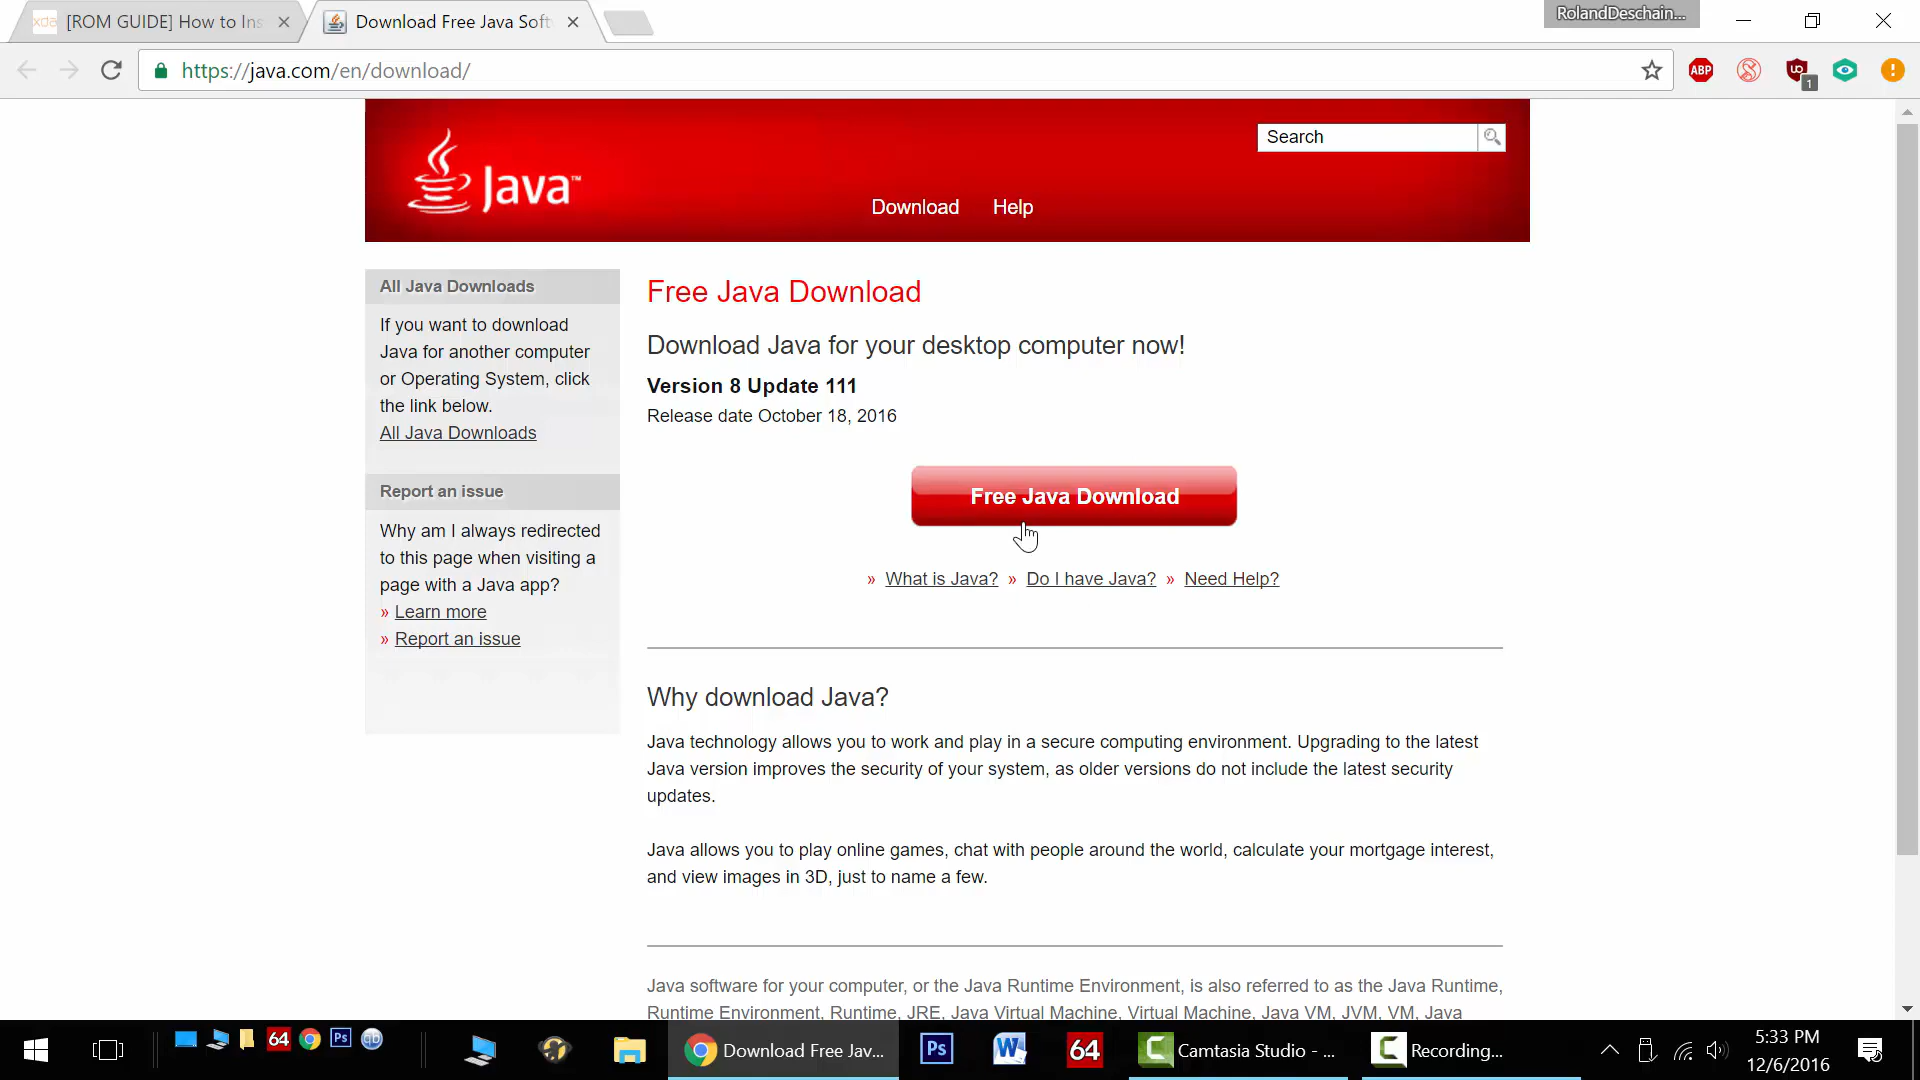 xda [ROM GUIDE] How to Ins
Download Free Java Soft
RolandDeschain...
https://java.com/en/download/
ABP
1
Java™
Search
Download Help
All Java Downloads
If you want to download
Java for another computer
or Operating System, click
the link below.
All Java Downloads
Report an issue
Why am I always redirected
to this page when visiting a
page with a Java app?
» Learn more
» Report an issue
Free Java Download
Download Java for your desktop computer now!
Version 8 Update 111
Release date October 18, 2016
Free Java Download
» What is Java? » Do I have Java? » Need Help?
Why download Java?
Java technology allows you to work and play in a secure computing environment. Upgrading to the latest
Java version improves the security of your system, as older versions do not include the latest security
updates.
Java allows you to play online games, chat with people around the world, calculate your mortgage interest,
and view images in 3D, just to name a few.
Java software for your computer, or the Java Runtime Environment, is also referred to as the Java Runtime,
Runtime Environment, Runtime, JRE, Java Virtual Machine, Virtual Machine, Java VM, JVM, VM, Java
64
Ps
qb
Download Free Jav...
Ps
W
64
C Camtasia Studio - ...
C Recording...
5:33 PM
12/6/2016